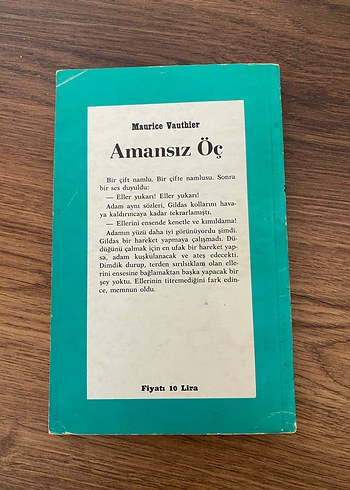 Maurice Vauthier
Amansız Öç
Bir çift namlu. Bir çifte namlusu. Sonra
bir ses duyuldu:
— Eller yukarı! Eller yukarı!
Adam aynı sözleri, Gildas kollarını hava-
ya kaldırıncaya kadar tekrarlamıştı.
— Ellerini ensende kenetle ve kımıldama!
Adamın yüzü daha iyi görünüyordu şimdi.
Gildas bir hareket yapmaya çalışmadı. Dü-
düğünü çalmak için en ufak bir hareket yap-
sa, adam kuşkulanacak ve ateş edecekti.
Dimdik durup, terden sırılsıklam olan elle-
rini ensesine bağlamaktan başka yapacak bir
şey yoktu. Ellerinin titremediğini fark edin-
ce, memnun oldu.
Fiyatı 10 Lira